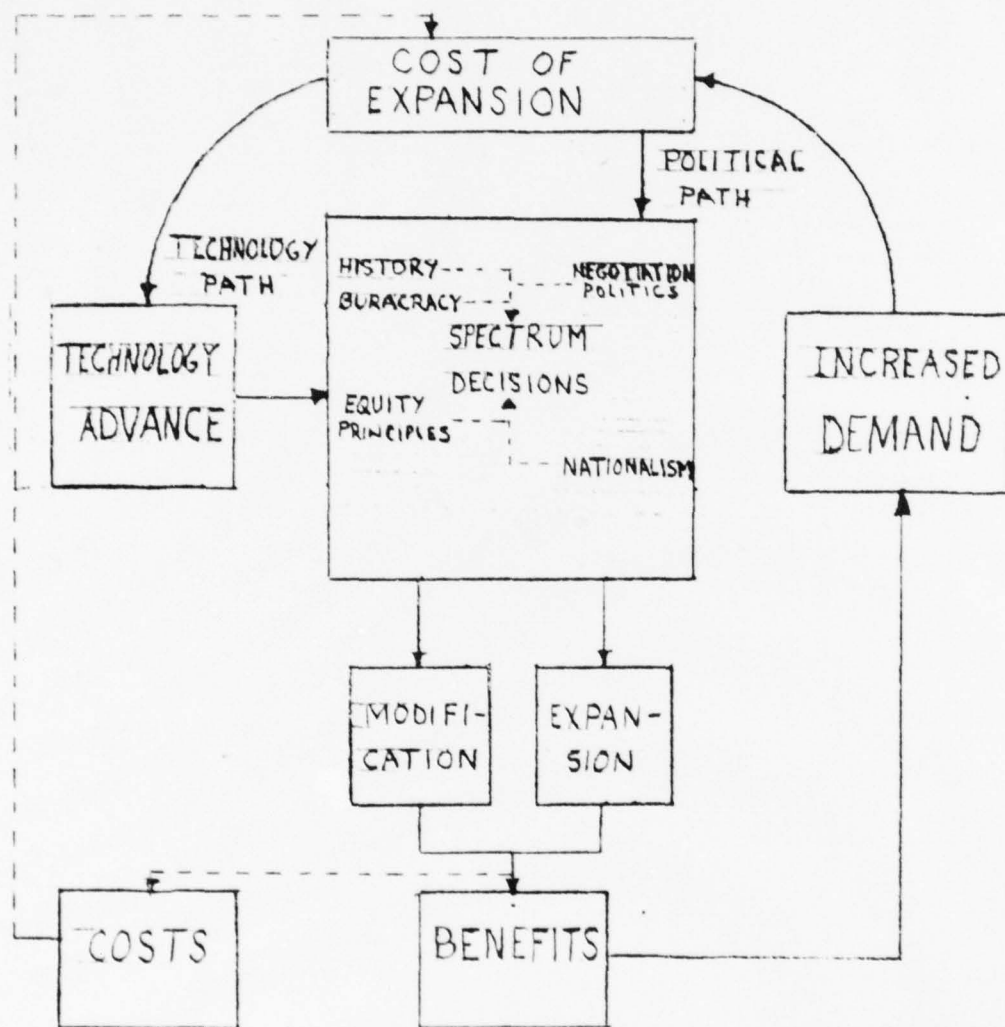 COST OF
EXPANSION
POLITICAL
PATH
TECHNOLOGY
PATH
HISTORY
BURACRACY
NEGOTIATION
POLITICS
SPECTRUM
DECISIONS
EQUITY
PRINCIPLES
NATIONALISM
TECHNOLOGY
ADVANCE
INCREASED
DEMAND
MODIFI-
CATION
EXPAN-
SION
COSTS
BENEFITS